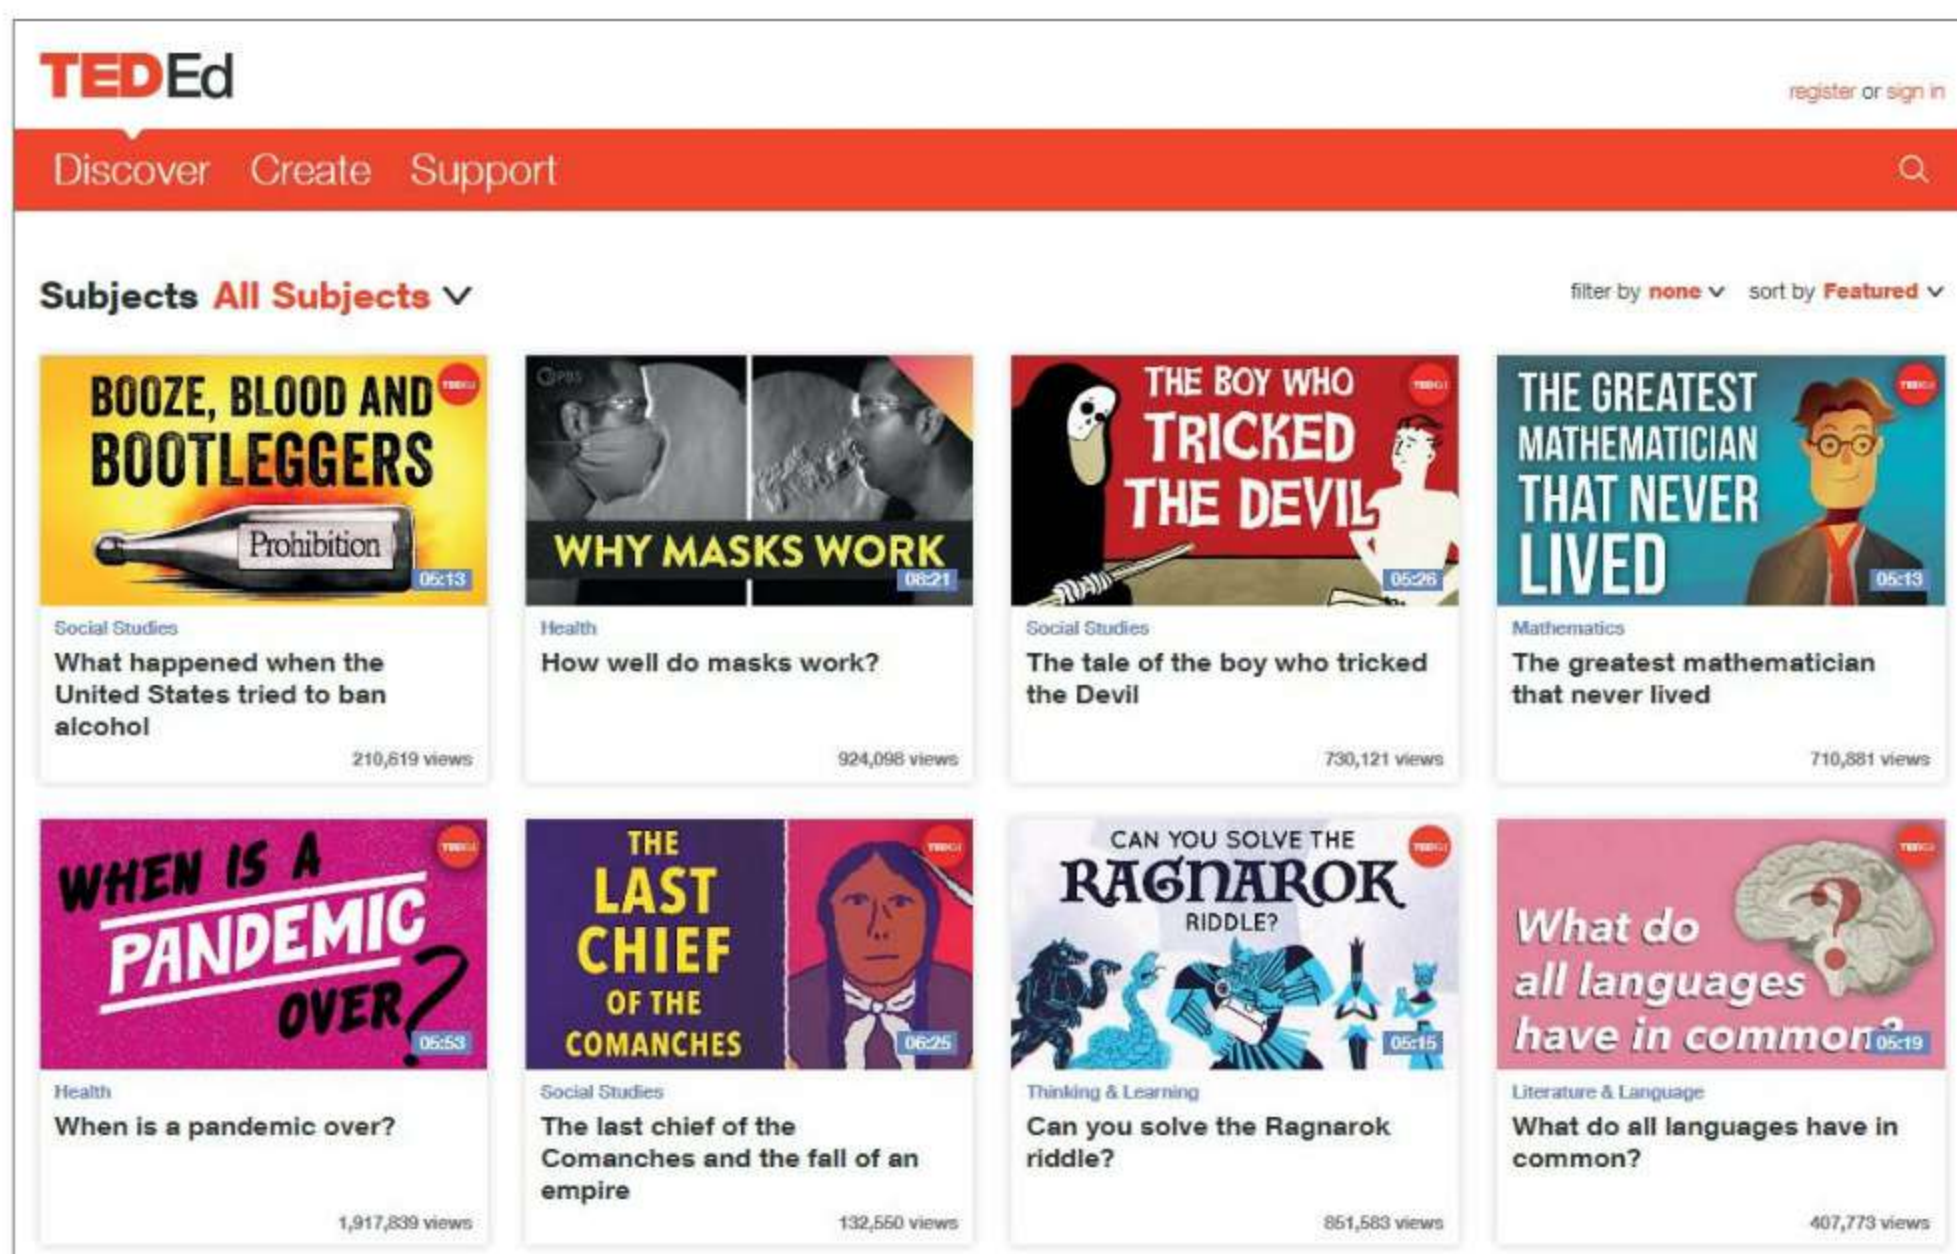 TEDEd
register or sign in
Discover Create Support
Subjects All Subjects
filter by none sort by Featured
BOOZE, BLOOD AND
BOOTLEGGERS
Prohibition
05:13
Social Studies
What happened when the
United States tried to ban
alcohol
210,619 views
PBS
WHY MASKS WORK
08:21
Health
How well do masks work?
924,098 views
THE BOY WHO
TRICKED
THE DEVIL
05:26
Social Studies
The tale of the boy who tricked
the Devil
730,121 views
THE GREATEST
MATHEMATICIAN
THAT NEVER
LIVED
05:13
Mathematics
The greatest mathematician
that never lived
710,881 views
WHEN IS A
PANDEMIC
OVER?
05:53
Health
When is a pandemic over?
1,917,839 views
THE
LAST
CHIEF
OF THE
COMANCHES
06:25
Social Studies
The last chief of the
Comanches and the fall of an
empire
132,550 views
CAN YOU SOLVE THE
RAGNAROK
RIDDLE?
05:15
Thinking & Learning
Can you solve the Ragnarok
riddle?
851,583 views
What do
all languages
have in common?
05:19
Literature & Language
What do all languages have in
common?
407,773 views